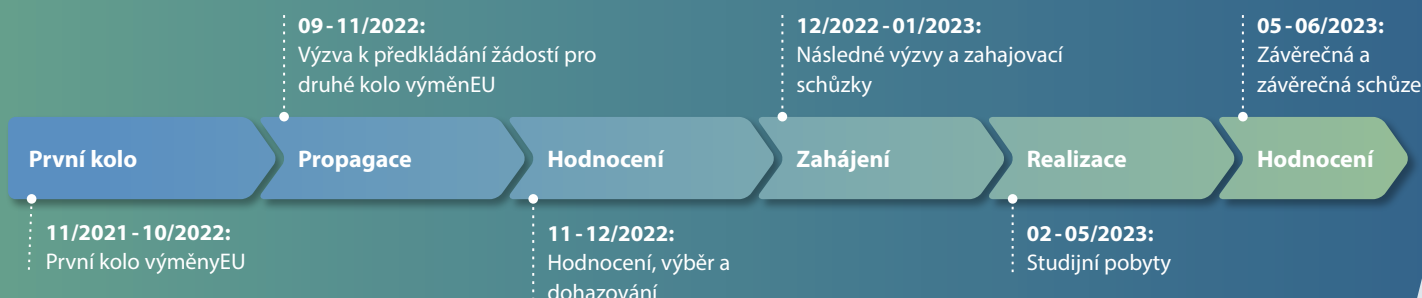 09 - 11/2022:
Výzva k předkládání žádostí pro
druhé kolo výměnEU
12/2022 - 01/2023:
Následné výzvy a zahajovací
schůzky
05 - 06/2023:
Závěrečná a
závěrečná schůze
První kolo
Propagace
Hodnocení
Zahájení
Realizace
Hodnocení
11/2021 - 10/2022:
První kolo výměnyEU
11 - 12/2022:
Hodnocení, výběr a
dohazování
02 - 05/2023:
Studijní pobyty